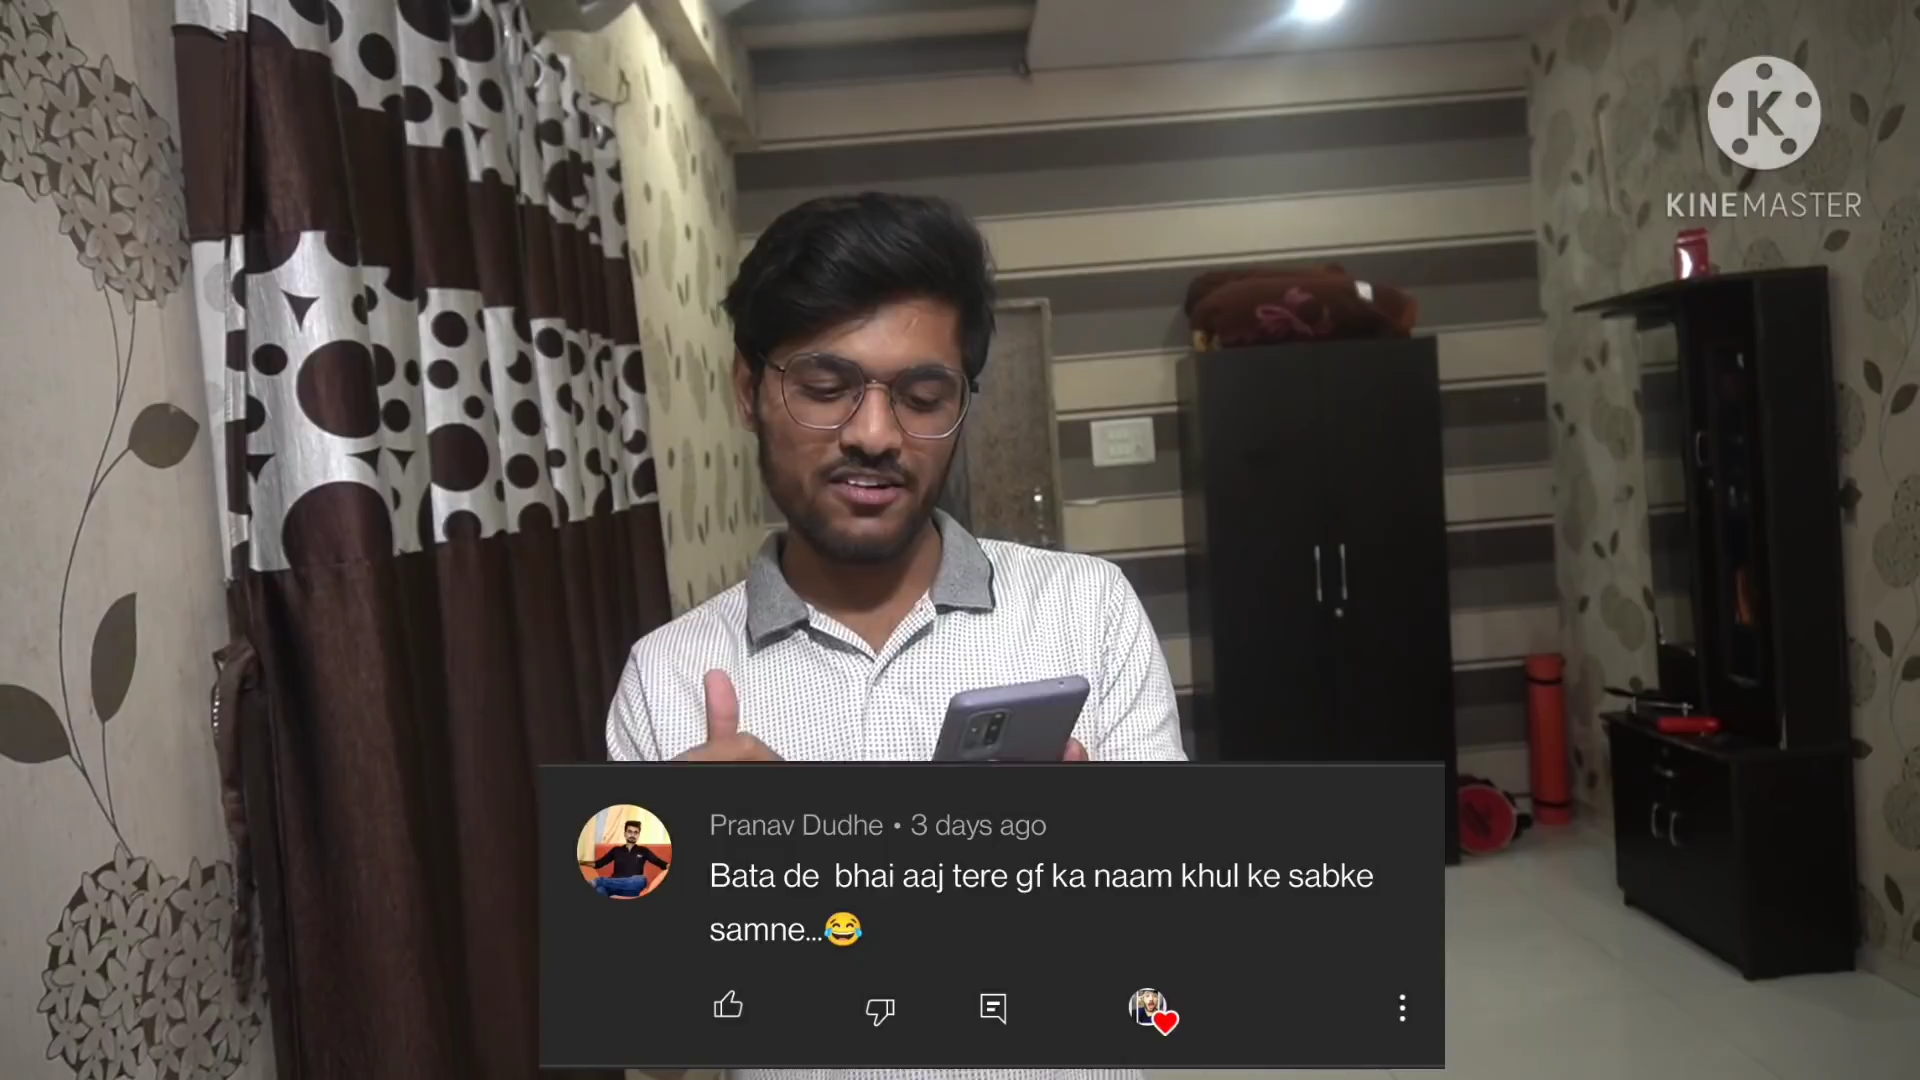 K
KINEMASTER
Pranav Dudhe • 3 days ago
Bata de bhai aaj tere gf ka naam khul ke sabke
samne...😂